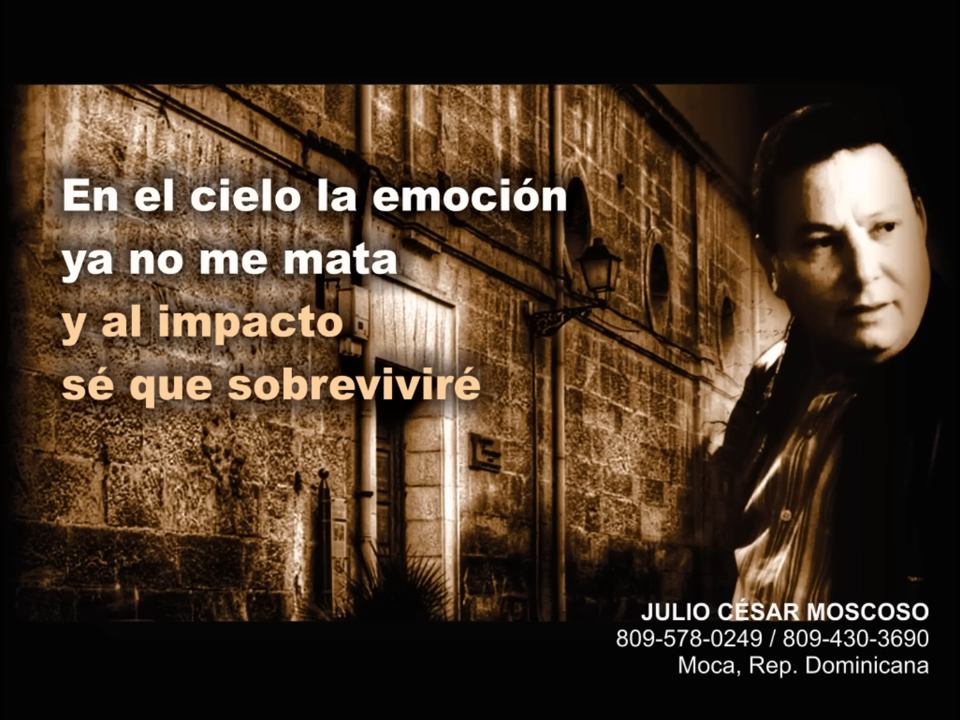 En el cielo la emoción
ya no me mata
y al impacto
sé que sobreviviré
JULIO CÉSAR MOSCOSO
809-578-0249 / 809-430-3690
Moca, Rep. Dominicana